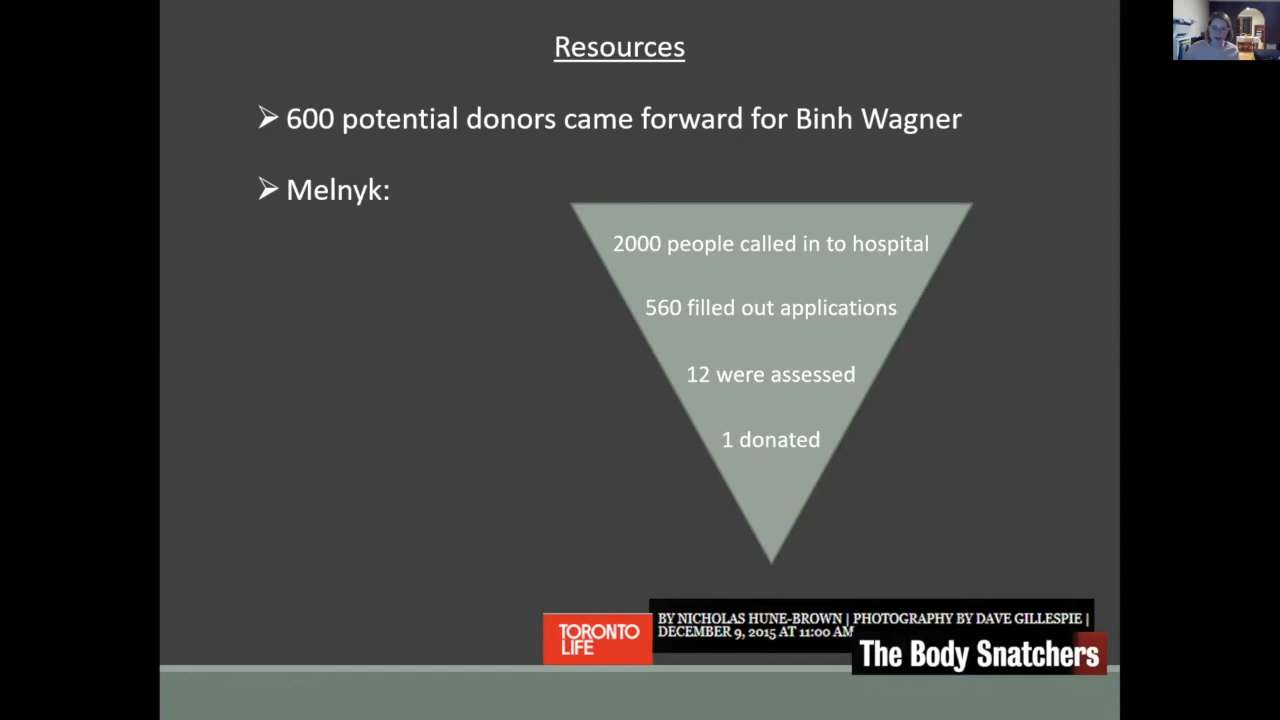 Resources
➢ 600 potential donors came forward for Binh Wagner
➢ Melnyk:
2000 people called in to hospital
560 filled out applications
12 were assessed
1 donated
TORONTO
LIFE
BY NICHOLAS HUNE-BROWN | PHOTOGRAPHY BY DAVE GILLESPIE |
DECEMBER 9, 2015 AT 11:00 AM
The Body Snatchers